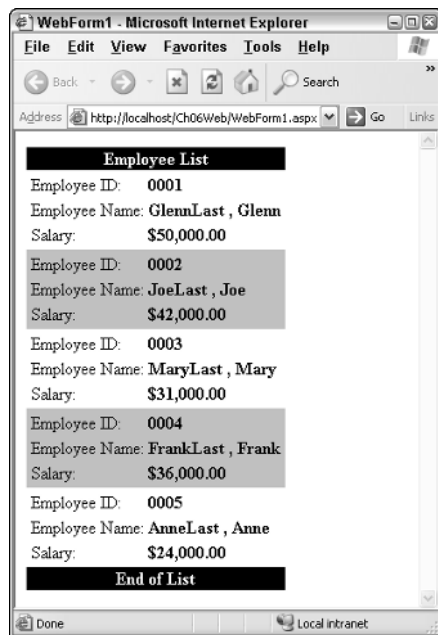 WebForm1 - Microsoft Internet Explorer
File Edit View Favorites Tools Help
Back Search »
Address http://localhost/Ch06Web/WebForm1.aspx Go Links
Employee List
Employee ID: 0001
Employee Name: GlennLast , Glenn
Salary: $50,000.00
Employee ID: 0002
Employee Name: JoeLast , Joe
Salary: $42,000.00
Employee ID: 0003
Employee Name: MaryLast , Mary
Salary: $31,000.00
Employee ID: 0004
Employee Name: FrankLast , Frank
Salary: $36,000.00
Employee ID: 0005
Employee Name: AnneLast , Anne
Salary: $24,000.00
End of List
Done Local intranet